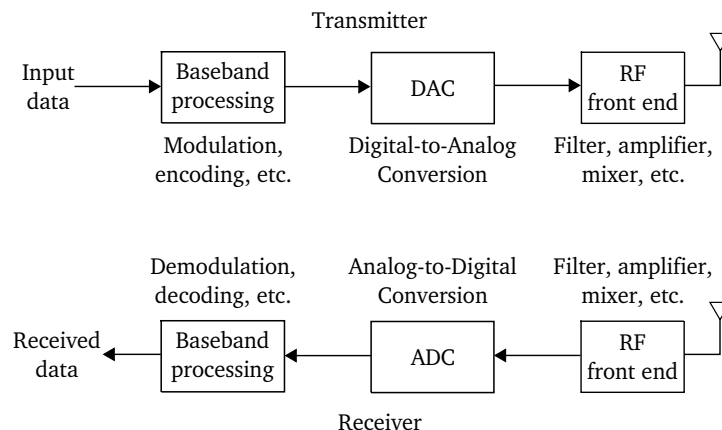 Transmitter
Input
data
Baseband
processing
DAC
RF
front end
Modulation,
encoding, etc.
Digital-to-Analog
Conversion
Filter, amplifier,
mixer, etc.
Demodulation,
decoding, etc.
Analog-to-Digital
Conversion
Filter, amplifier,
mixer, etc.
Received
data
Baseband
processing
ADC
RF
front end
Receiver